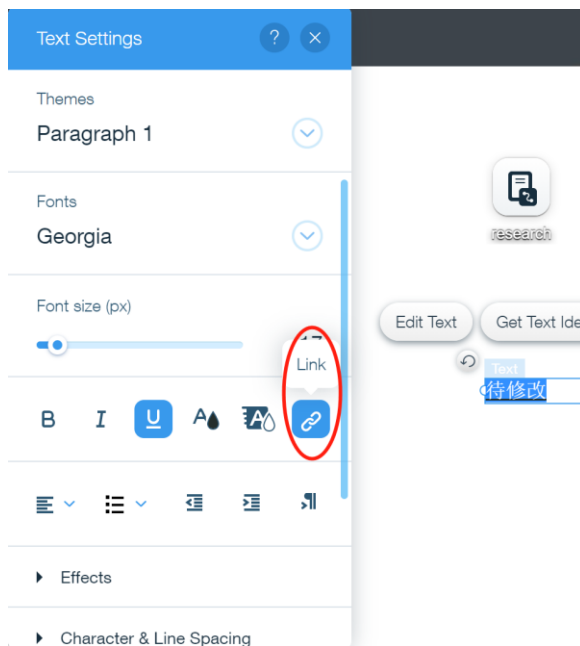 Text Settings
?
Themes
Paragraph 1
research
Fonts
Georgia
Font size (px)
17
Edit Text
Get Text Ide
Link
Text
待修改
B I U A A
Effects
Character & Line Spacing